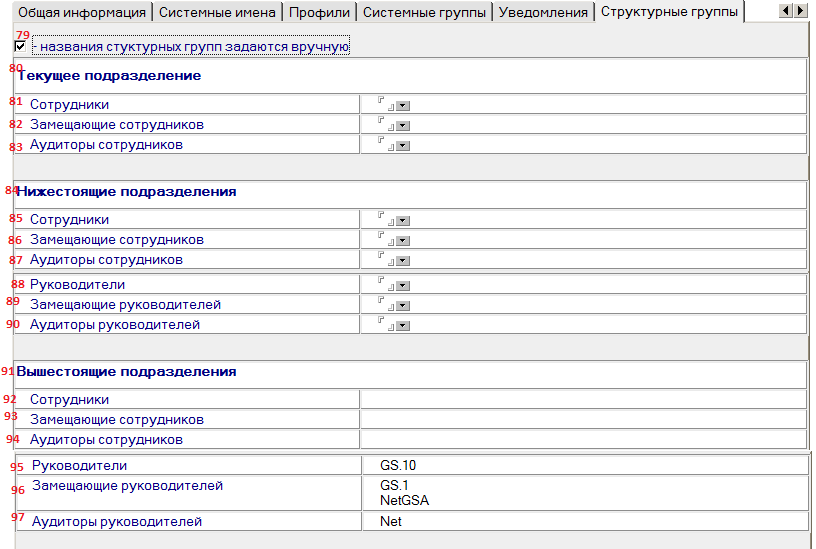 Общая информация Системные имена Профили Системные группы Уведомления Структурные группы
79 - названия стуктурных групп задаются вручную
80 Текущее подразделение
81 Сотрудники
82 Замещающие сотрудников
83 Аудиторы сотрудников
84 Нижестоящие подразделения
85 Сотрудники
86 Замещающие сотрудников
87 Аудиторы сотрудников
88 Руководители
89 Замещающие руководителей
90 Аудиторы руководителей
91 Вышестоящие подразделения
92 Сотрудники
93 Замещающие сотрудников
94 Аудиторы сотрудников
95 Руководители GS.10
96 Замещающие руководителей GS.1
NetGSA
97 Аудиторы руководителей Net